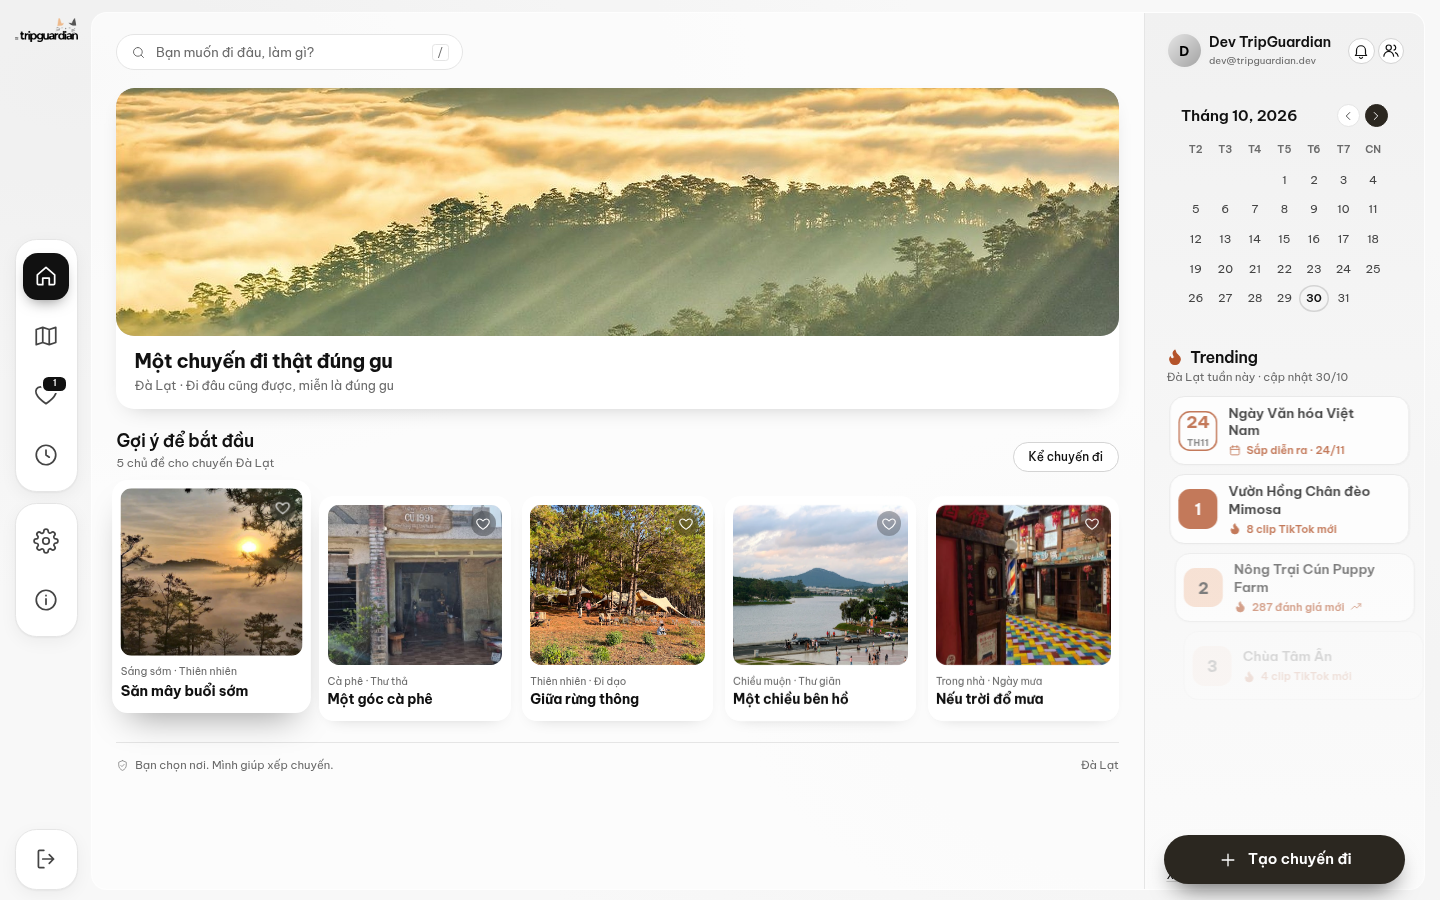 tripguardian
Bạn muốn đi đâu, làm gì?
/
Một chuyến đi thật đúng gu
Đà Lạt · Đi đâu cũng được, miễn là đúng gu
Gợi ý để bắt đầu
5 chủ đề cho chuyến Đà Lạt
Kể chuyến đi
Sáng sớm · Thiên nhiên
Săn mây buổi sớm
CÙ 1991
Cà phê · Thư thả
Một góc cà phê
Thiên nhiên · Đi dạo
Giữa rừng thông
Chiều muộn · Thư giãn
Một chiều bên hồ
Trong nhà · Ngày mưa
Nếu trời đổ mưa
Bạn chọn nơi. Mình giúp xếp chuyến.
Đà Lạt
1
D
Dev TripGuardian
dev@tripguardian.dev
Tháng 10, 2026
T2 T3 T4 T5 T6 T7 CN
1 2 3 4
5 6 7 8 9 10 11
12 13 14 15 16 17 18
19 20 21 22 23 24 25
26 27 28 29 30 31
Trending
Đà Lạt tuần này · cập nhật 30/10
24
TH11
Ngày Văn hóa Việt
Nam
Sắp diễn ra · 24/11
1
Vườn Hồng Chân đèo
Mimosa
8 clip TikTok mới
2
Nông Trại Cún Puppy
Farm
287 đánh giá mới
3
Chùa Tâm Ấn
4 clip TikTok mới
Tạo chuyến đi